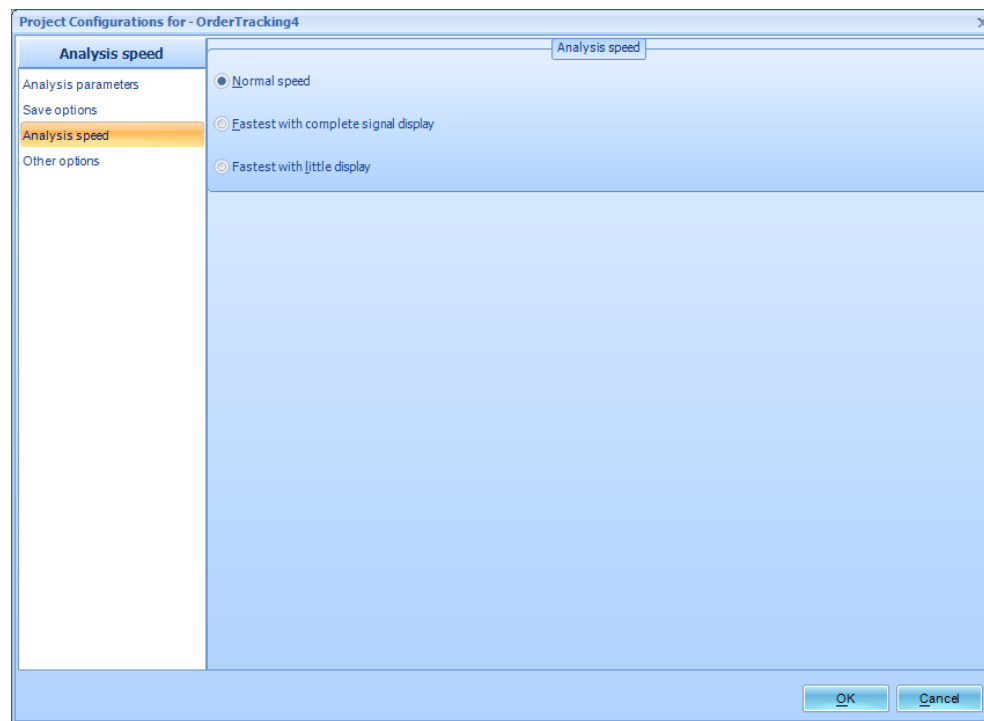 Project Configurations for - OrderTracking4
Analysis speed
Analysis parameters
Save options
Analysis speed
Other options
Analysis speed
Normal speed
Fastest with complete signal display
Fastest with little display
OK
Cancel